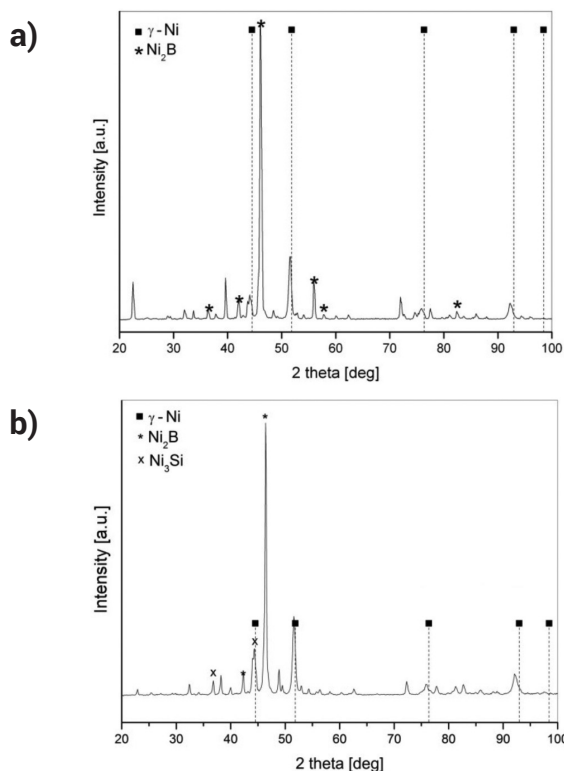 a)
■ γ-Ni
* Ni₂B
Intensity [a.u.]
20 30 40 50 60 70 80 90 100
2 theta [deg]
b)
■ γ-Ni
* Ni₂B
x Ni₃Si
Intensity [a.u.]
20 30 40 50 60 70 80 90 100
2 theta [deg]